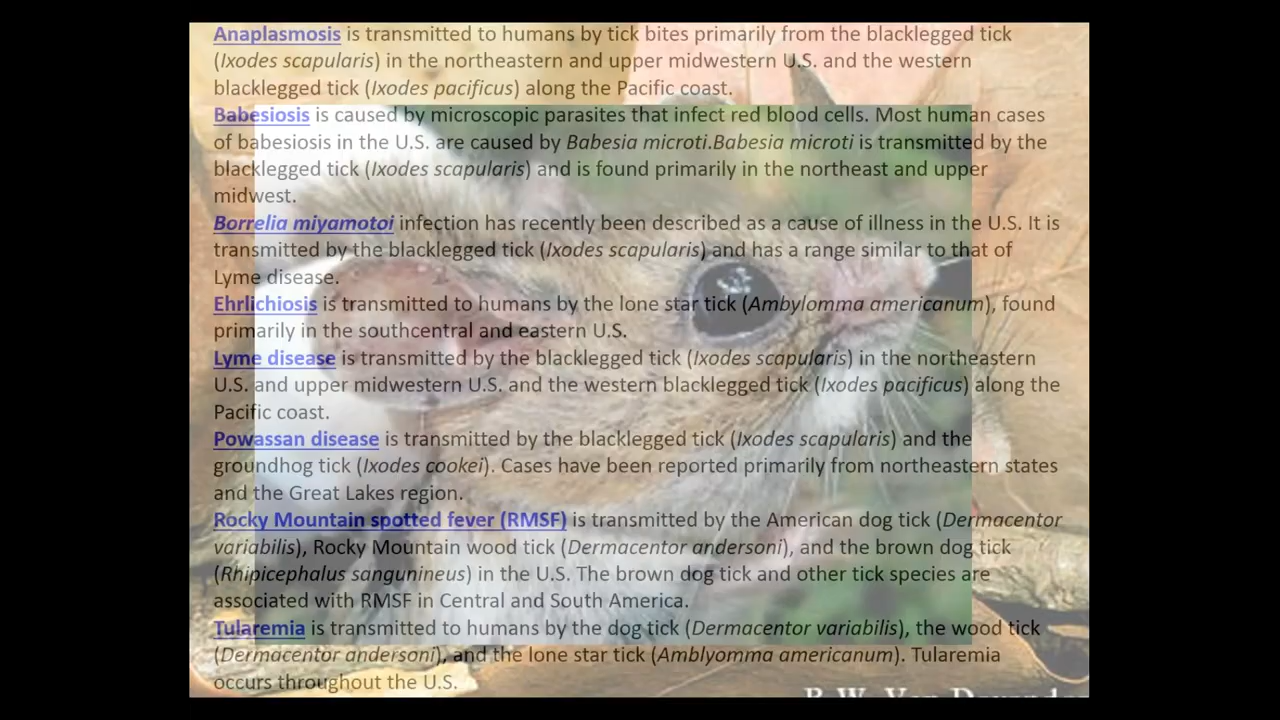 Anaplasmosis is transmitted to humans by tick bites primarily from the blacklegged tick
(Ixodes scapularis) in the northeastern and upper midwestern U.S. and the western
blacklegged tick (Ixodes pacificus) along the Pacific coast.
Babesiosis is caused by microscopic parasites that infect red blood cells. Most human cases
of babesiosis in the U.S. are caused by Babesia microti.Babesia microti is transmitted by the
blacklegged tick (Ixodes scapularis) and is found primarily in the northeast and upper
midwest.
Borrelia miyamotoi infection has recently been described as a cause of illness in the U.S. It is
transmitted by the blacklegged tick (Ixodes scapularis) and has a range similar to that of
Lyme disease.
Ehrlichiosis is transmitted to humans by the lone star tick (Ambylomma americanum), found
primarily in the southcentral and eastern U.S.
Lyme disease is transmitted by the blacklegged tick (Ixodes scapularis) in the northeastern
U.S. and upper midwestern U.S. and the western blacklegged tick (Ixodes pacificus) along the
Pacific coast.
Powassan disease is transmitted by the blacklegged tick (Ixodes scapularis) and the
groundhog tick (Ixodes cookei). Cases have been reported primarily from northeastern states
and the Great Lakes region.
Rocky Mountain spotted fever (RMSF) is transmitted by the American dog tick (Dermacentor
variabilis), Rocky Mountain wood tick (Dermacentor andersoni), and the brown dog tick
(Rhipicephalus sangunineus) in the U.S. The brown dog tick and other tick species are
associated with RMSF in Central and South America.
Tularemia is transmitted to humans by the dog tick (Dermacentor variabilis), the wood tick
(Dermacentor andersoni), and the lone star tick (Amblyomma americanum). Tularemia
occurs throughout the U.S.